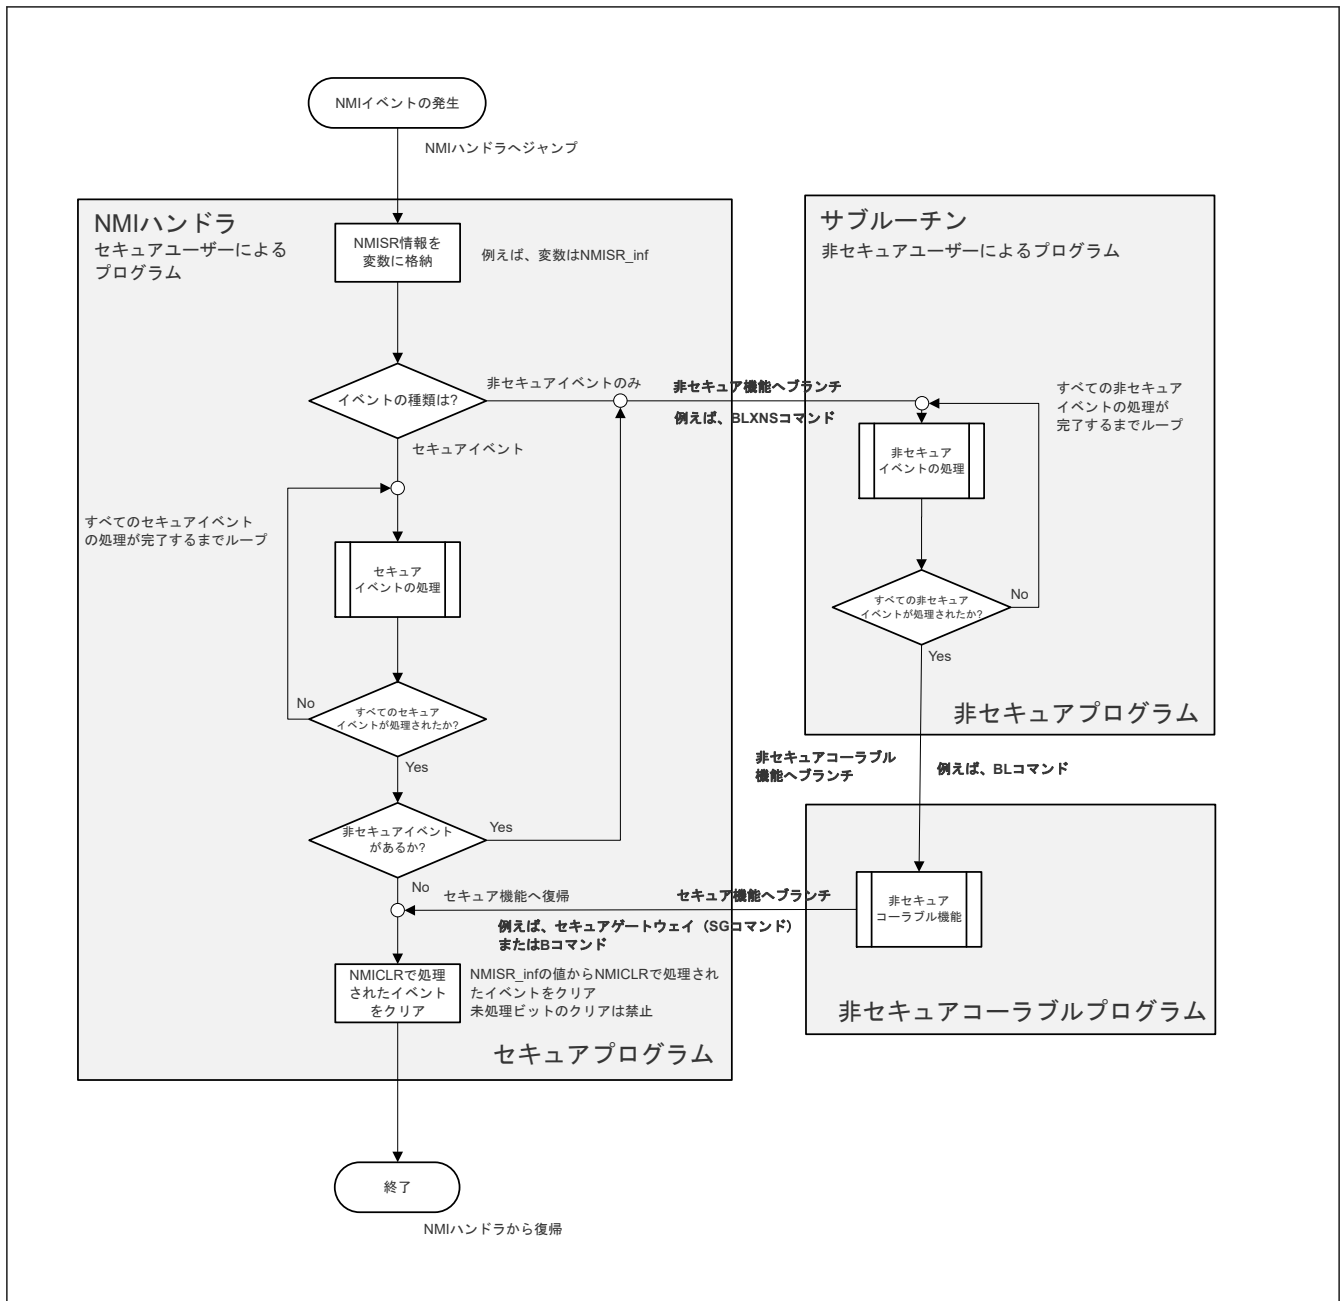 NMIイベントの発生
NMIハンドラへジャンプ
NMIハンドラ
セキュアユーザーによる
プログラム
NMISR情報を
変数に格納
例えば、変数はNMISR_inf
イベントの種類は?
非セキュアイベントのみ
セキュアイベント
すべてのセキュアイベント
の処理が完了するまでループ
セキュア
イベントの処理
No
すべてのセキュア
イベントが処理されたか?
Yes
非セキュアイベント
があるか?
Yes
No
セキュア機能へ復帰
NMICLRで処理
されたイベント
をクリア
NMISR_infの値からNMICLRで処理され
たイベントをクリア
未処理ビットのクリアは禁止
セキュアプログラム
終了
NMIハンドラから復帰
非セキュア機能へブランチ
例えば、BLXNSコマンド
サブルーチン
非セキュアユーザーによるプログラム
すべての非セキュア
イベントの処理が
完了するまでループ
非セキュア
イベントの処理
すべての非セキュア
イベントが処理されたか?
No
Yes
非セキュアプログラム
非セキュアコーラブル
機能へブランチ
例えば、BLコマンド
非セキュア
コーラブル機能
非セキュアコーラブルプログラム
セキュア機能へブランチ
例えば、セキュアゲートウェイ（SGコマンド）
またはBコマンド